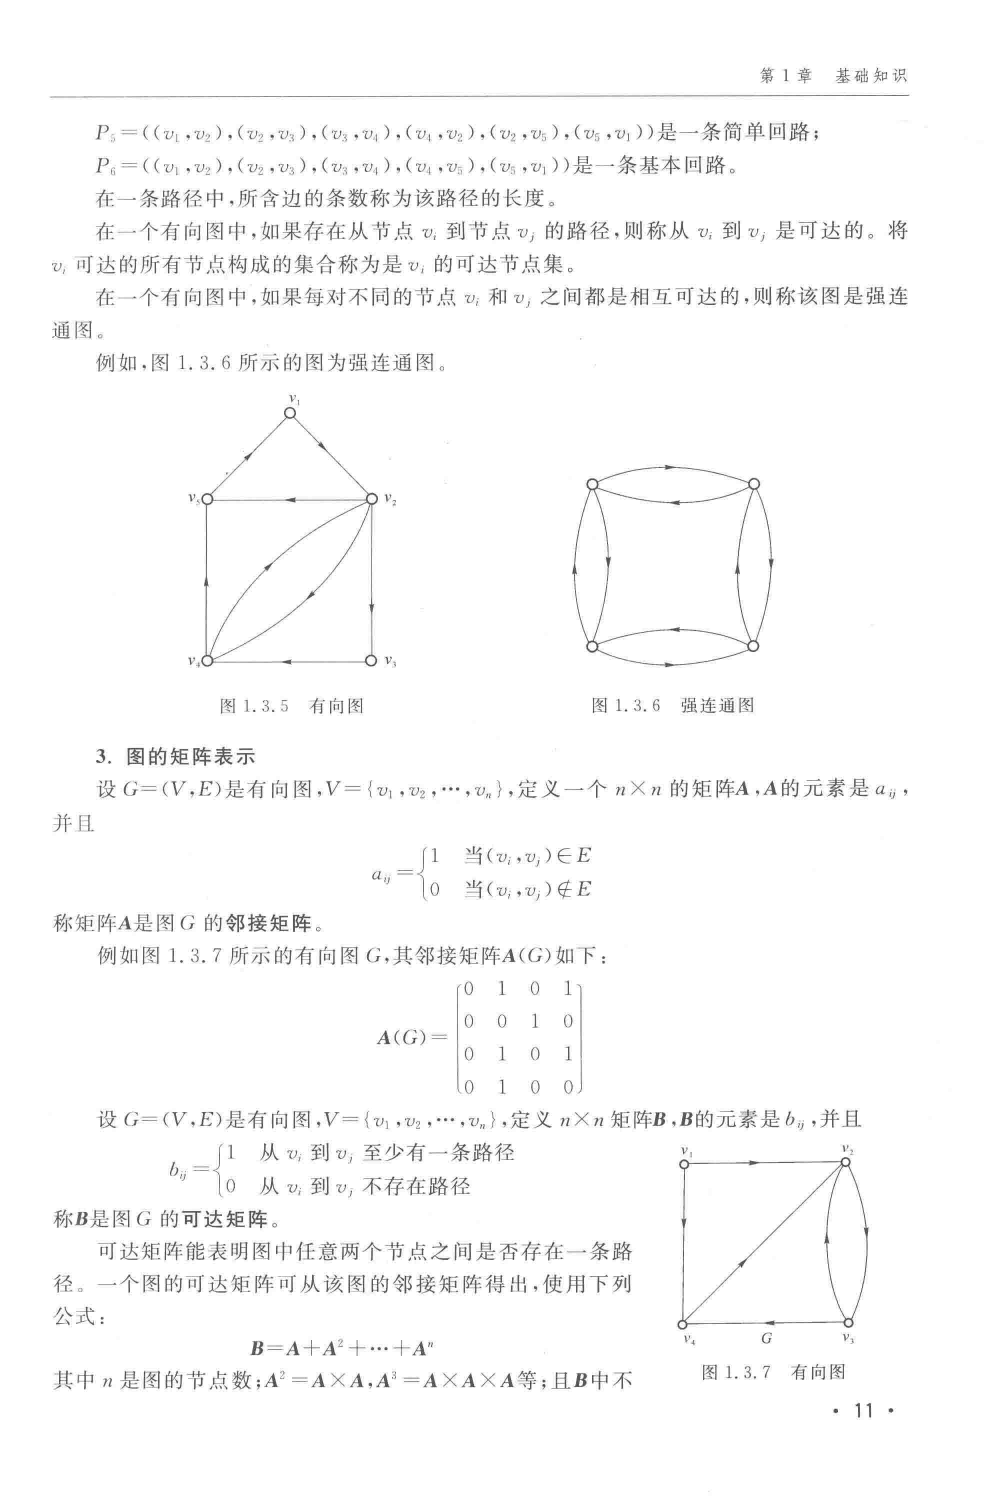 第1章 基础知识
P₅=((v₁,v₂),(v₂,v₃),(v₃,v₄),(v₄,v₂),(v₂,v₅),(v₅,v₁))是一条简单回路;
P₆=((v₁,v₂),(v₂,v₃),(v₃,v₄),(v₄,v₅),(v₅,v₁))是一条基本回路。
在一条路径中,所含边的条数称为该路径的长度。
在一个有向图中,如果存在从节点 vᵢ 到节点 vⱼ 的路径,则称从 vᵢ 到 vⱼ 是可达的。将
vᵢ 可达的所有节点构成的集合称为是 vᵢ 的可达节点集。
在一个有向图中,如果每对不同的节点 vᵢ 和 vⱼ 之间都是相互可达的,则称该图是强连
通图。
例如,图 1.3.6 所示的图为强连通图。
v₁
v₅
v₂
v₄
v₃
图 1.3.5 有向图
图 1.3.6 强连通图
3. 图的矩阵表示
设 G=(V,E)是有向图,V={v₁,v₂,…,vₙ},定义一个 n×n 的矩阵A,A的元素是 aᵢⱼ,
并且
aᵢⱼ={1 当(vᵢ,vⱼ)∈E
0 当(vᵢ,vⱼ)∉E
称矩阵A是图 G 的邻接矩阵。
例如图 1.3.7 所示的有向图 G,其邻接矩阵A(G)如下:
0 1 0 1
0 0 1 0
A(G)=
0 1 0 1
0 1 0 0
设 G=(V,E)是有向图,V={v₁,v₂,…,vₙ},定义 n×n 矩阵B,B的元素是 bᵢⱼ,并且
bᵢⱼ={1 从 vᵢ 到 vⱼ 至少有一条路径
0 从 vᵢ 到 vⱼ 不存在路径
称B是图 G 的可达矩阵。
可达矩阵能表明图中任意两个节点之间是否存在一条路
径。一个图的可达矩阵可从该图的邻接矩阵得出,使用下列
公式:
B=A+A²+…+Aⁿ
其中 n 是图的节点数;A²=A×A,A³=A×A×A等;且B中不
v₁
v₂
v₄
G
v₃
图 1.3.7 有向图
· 11 ·